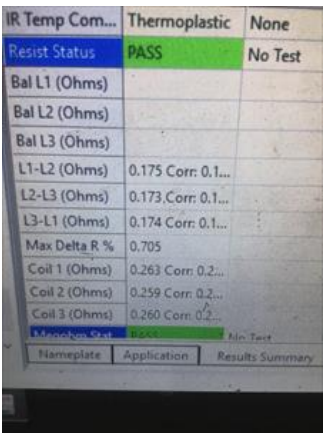 IR Temp Com... Thermoplastic None
Resist Status PASS No Test
Bal L1 (Ohms)
Bal L2 (Ohms)
Bal L3 (Ohms)
L1-L2 (Ohms) 0.175 Corr: 0.1...
L2-L3 (Ohms) 0.173 Corr: 0.1...
L3-L1 (Ohms) 0.174 Corr: 0.1...
Max Delta R % 0.705
Coil 1 (Ohms) 0.263 Corr: 0.2...
Coil 2 (Ohms) 0.259 Corr: 0.2...
Coil 3 (Ohms) 0.260 Corr: 0.2...
Megohm Stat PASS No Test
Nameplate Application Results Summary